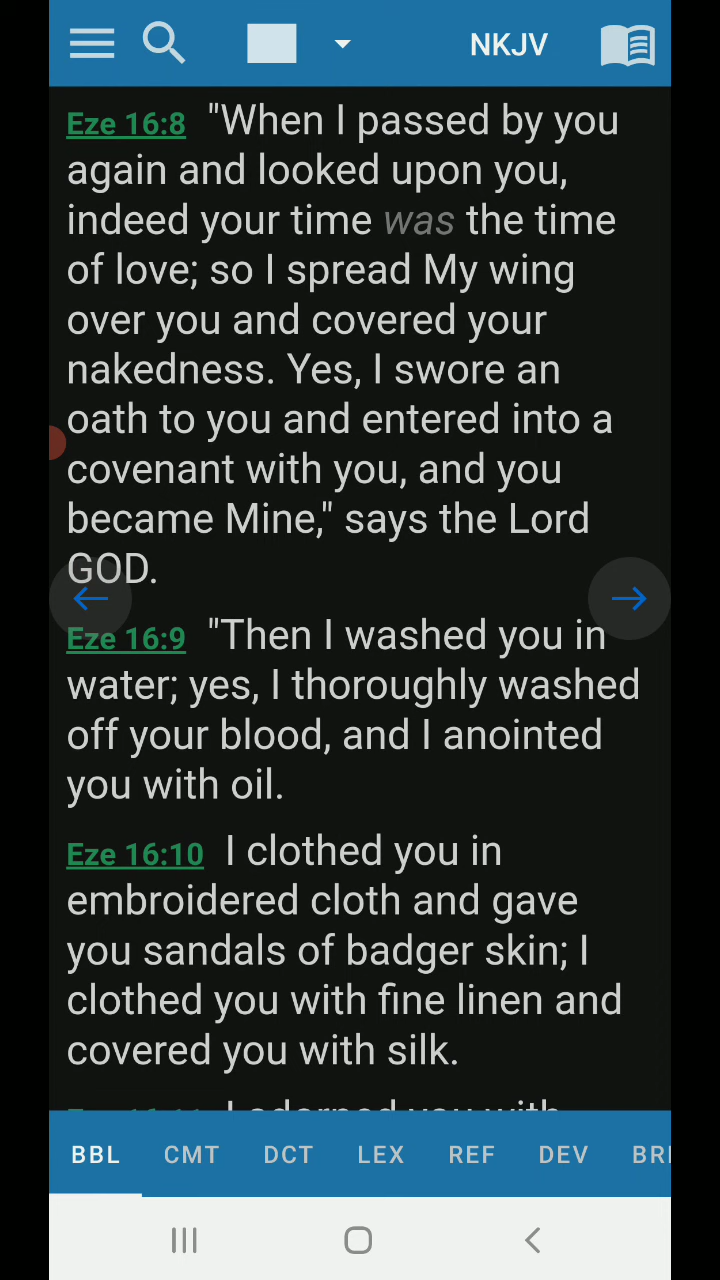 NKJV
Eze 16:8 "When I passed by you
again and looked upon you,
indeed your time was the time
of love; so I spread My wing
over you and covered your
nakedness. Yes, I swore an
oath to you and entered into a
covenant with you, and you
became Mine," says the Lord
GOD.
Eze 16:9 "Then I washed you in
water; yes, I thoroughly washed
off your blood, and I anointed
you with oil.
Eze 16:10 I clothed you in
embroidered cloth and gave
you sandals of badger skin; I
clothed you with fine linen and
covered you with silk.
I adorned you with
BBL CMT DCT LEX REF DEV BRI